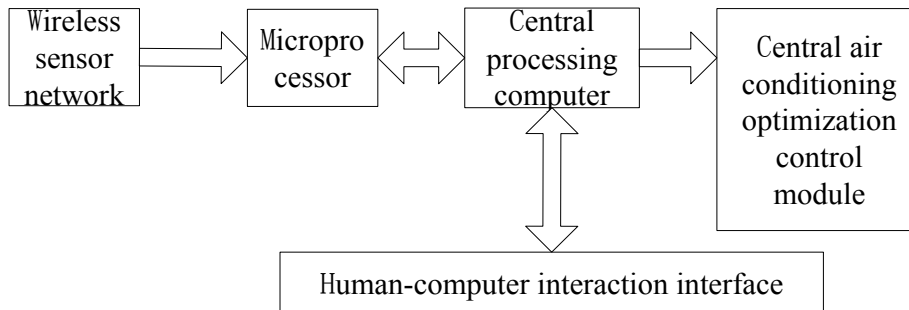 Wireless
sensor
network
Micropro
cessor
Central
processing
computer
Central air
conditioning
optimization
control
module
Human-computer interaction interface